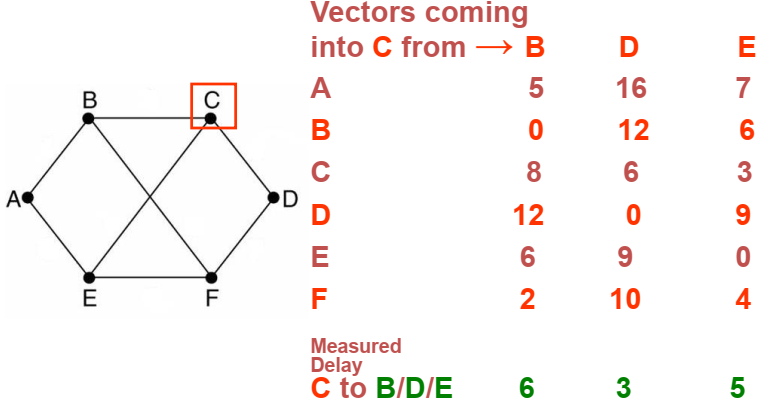 Vectors coming
into C from → B D E
A 5 16 7
B 0 12 6
C 8 6 3
D 12 0 9
E 6 9 0
F 2 10 4
Measured
Delay
C to B/D/E 6 3 5
B
C
A
D
E
F